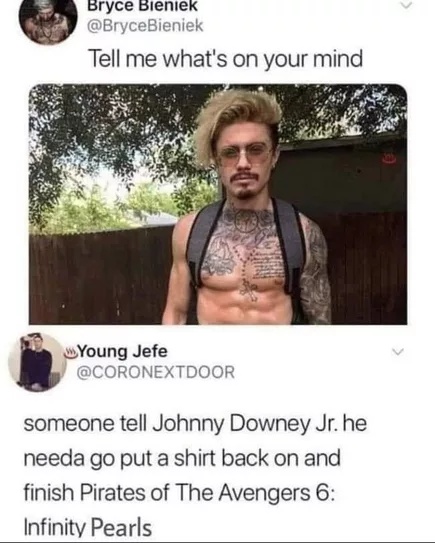 Bryce Bieniek
@BryceBieniek
Tell me what's on your mind
Young Jefe
@CORONEXTDOOR
someone tell Johnny Downey Jr. he
needa go put a shirt back on and
finish Pirates of The Avengers 6:
Infinity Pearls